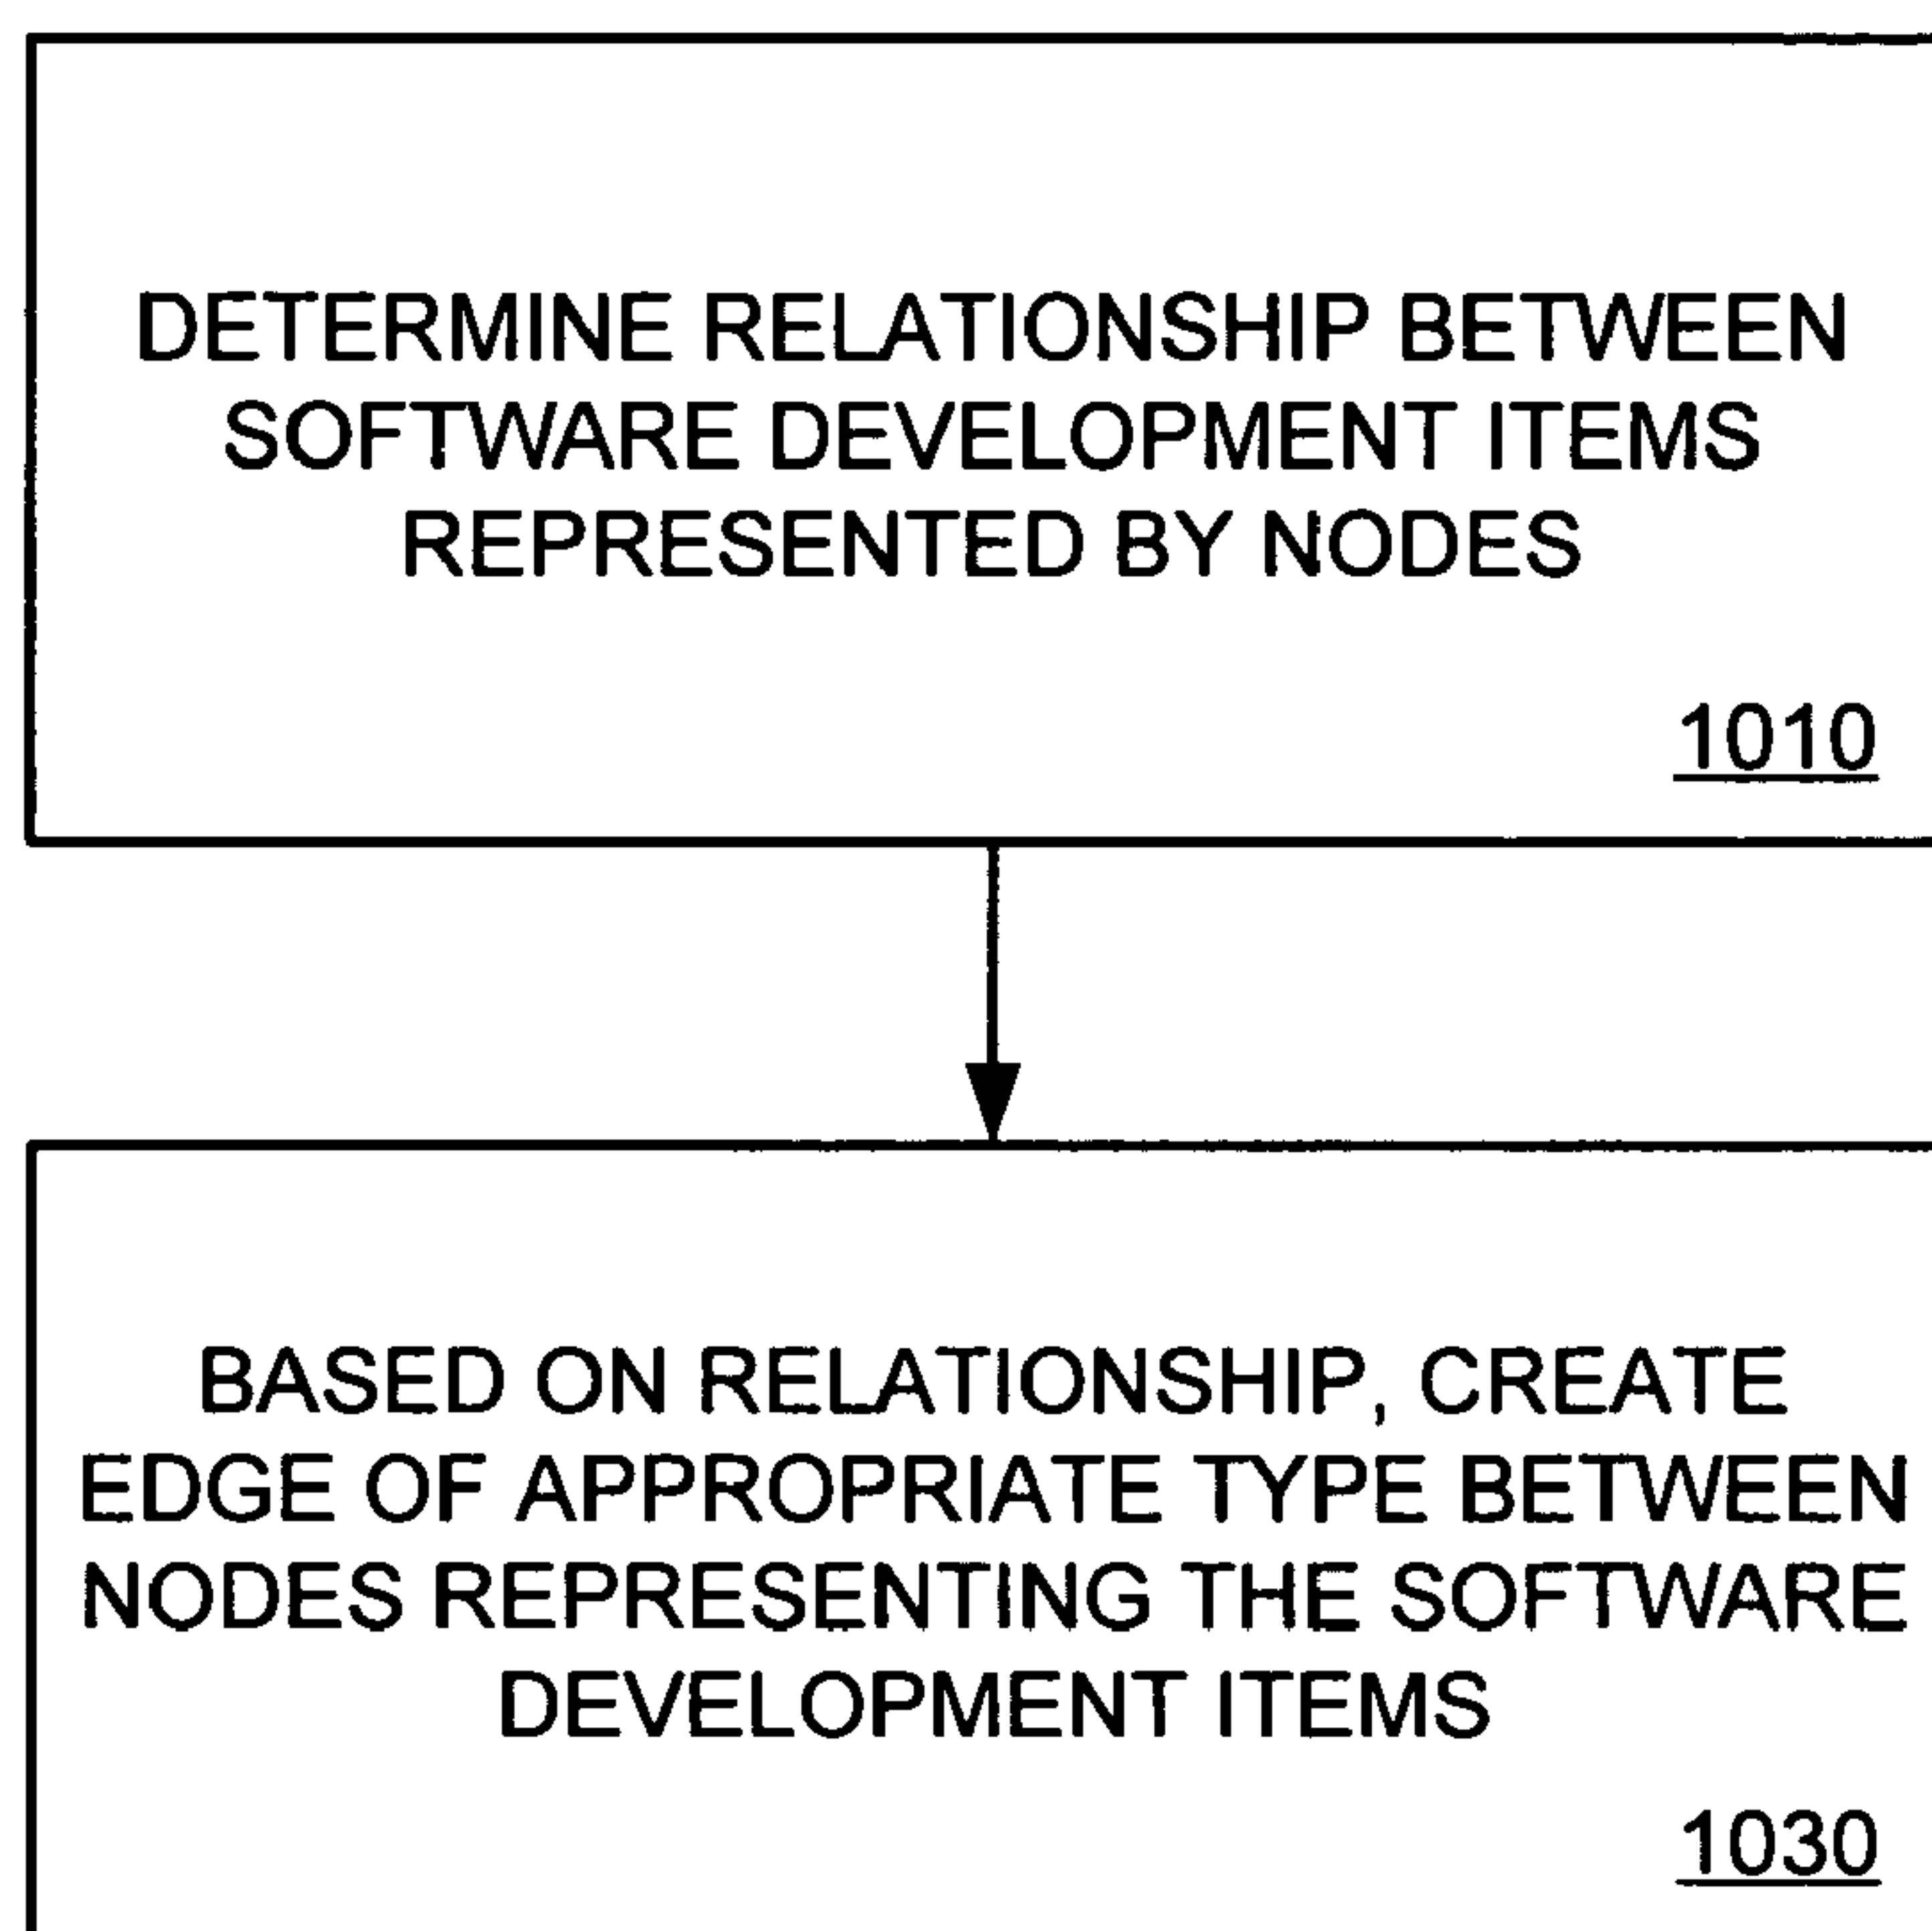 DETERMINE RELATIONSHIP BETWEEN
SOFTWARE DEVELOPMENT ITEMS
REPRESENTED BY NODES
1010
BASED ON RELATIONSHIP, CREATE
EDGE OF APPROPRIATE TYPE BETWEEN
NODES REPRESENTING THE SOFTWARE
DEVELOPMENT ITEMS
1030